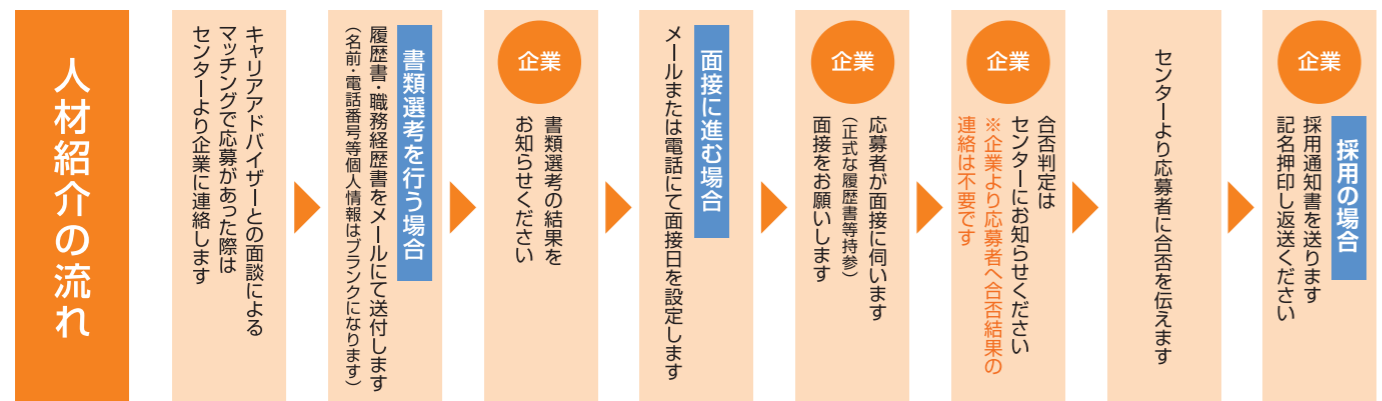 人材紹介の流れ
キャリアアドバイザーとの面談による
マッチングで応募があった際は
センターより企業に連絡します
書類選考を行う場合
履歴書・職務経歴書をメールにて送付します
（名前・電話番号等個人情報はブランクになります）
企業
書類選考の結果を
お知らせください
面接に進む場合
メールまたは電話にて面接日を設定します
企業
応募者が面接に伺います
（正式な履歴書等持参）
面接をお願いします
企業
合否判定は
センターにお知らせください
※企業より応募者へ合否結果の
連絡は不要です
センターより応募者に合否を伝えます
企業
採用の場合
採用通知書を送ります
記名押印し返送ください